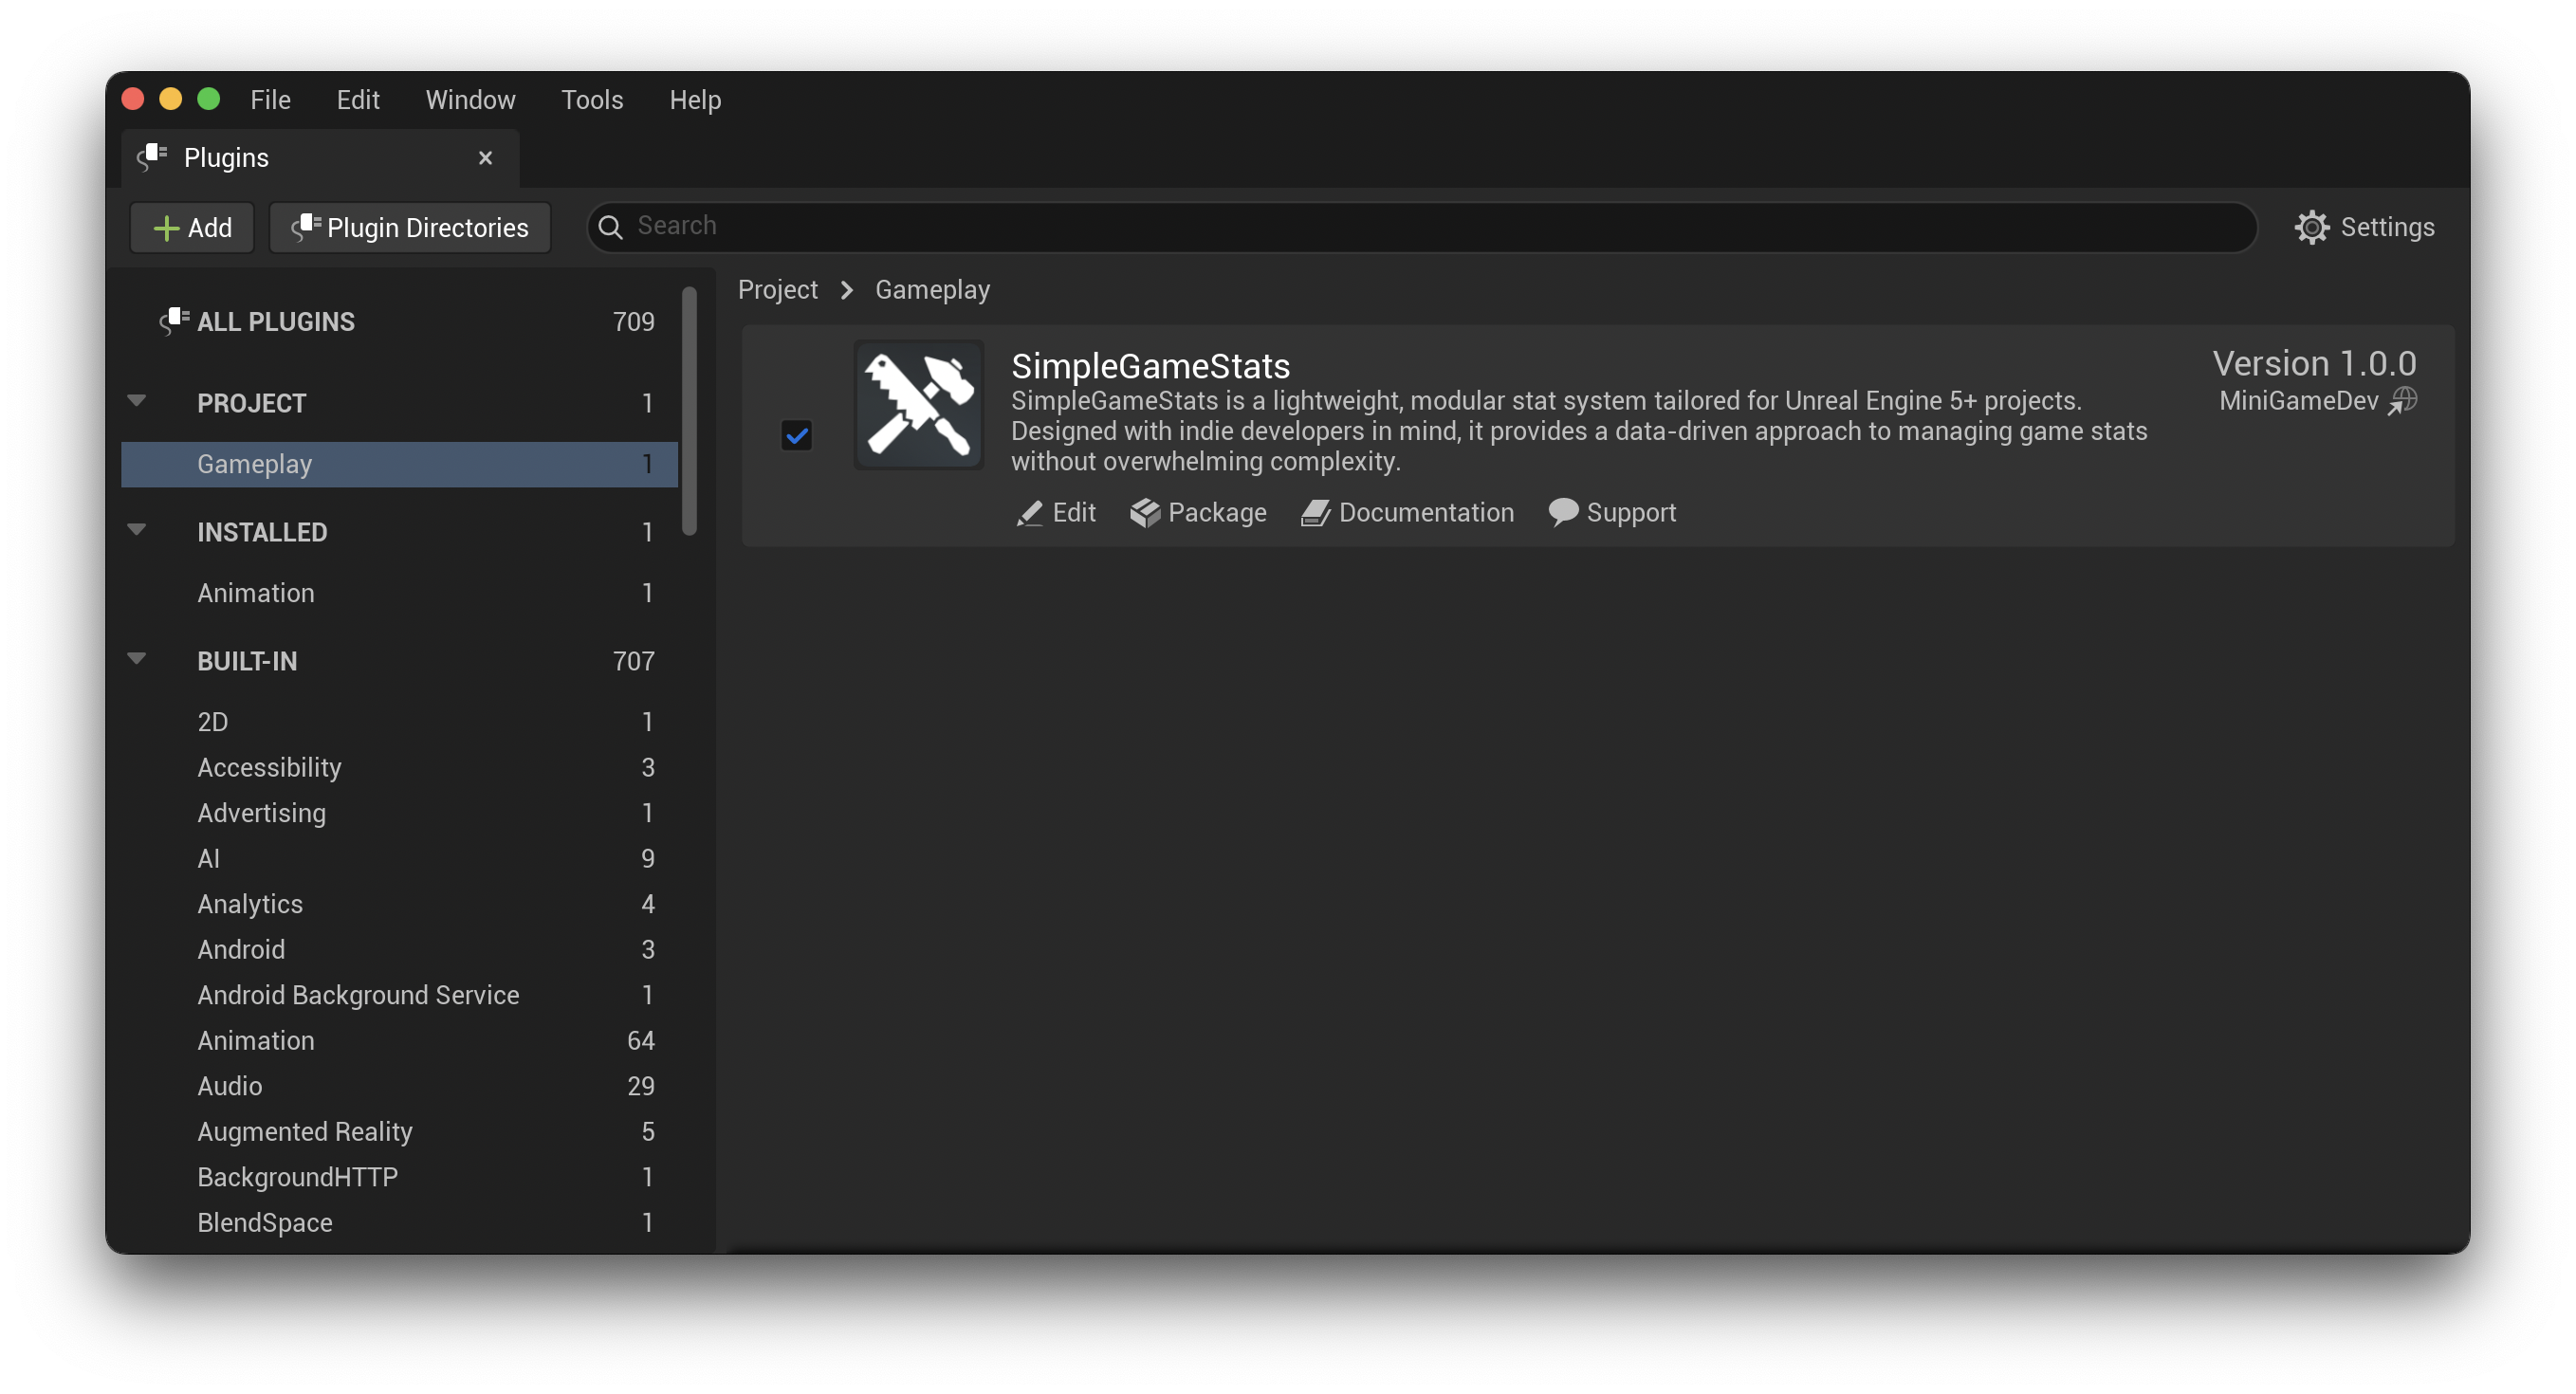 File Edit Window Tools Help
Plugins
Add Plugin Directories Search Settings
ALL PLUGINS 709
PROJECT 1
Gameplay 1
INSTALLED 1
Animation 1
BUILT-IN 707
2D 1
Accessibility 3
Advertising 1
AI 9
Analytics 4
Android 3
Android Background Service 1
Animation 64
Audio 29
Augmented Reality 5
BackgroundHTTP 1
BlendSpace 1
Project > Gameplay
SimpleGameStats
SimpleGameStats is a lightweight, modular stat system tailored for Unreal Engine 5+ projects.
Designed with indie developers in mind, it provides a data-driven approach to managing game stats
without overwhelming complexity.
Edit Package Documentation Support
Version 1.0.0
MiniGameDev